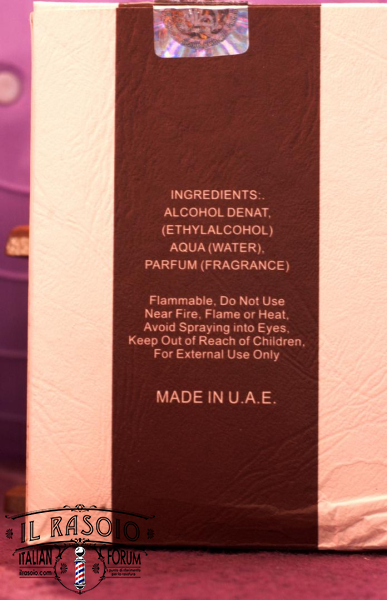 INGREDIENTS:.
ALCOHOL DENAT,
(ETHYLALCOHOL)
AQUA (WATER),
PARFUM (FRAGRANCE)
Flammable, Do Not Use
Near Fire, Flame or Heat,
Avoid Spraying into Eyes,
Keep Out of Reach of Children,
For External Use Only
MADE IN U.A.E.
IL RASOIO
ITALIAN FORUM
ilrasoio.com